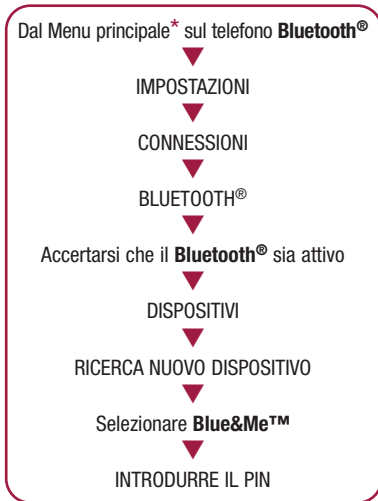 Dal Menu principale* sul telefono Bluetooth®
IMPOSTAZIONI
CONNESSIONI
BLUETOOTH®
Accertarsi che il Bluetooth® sia attivo
DISPOSITIVI
RICERCA NUOVO DISPOSITIVO
Selezionare Blue&Me™
INTRODURRE IL PIN